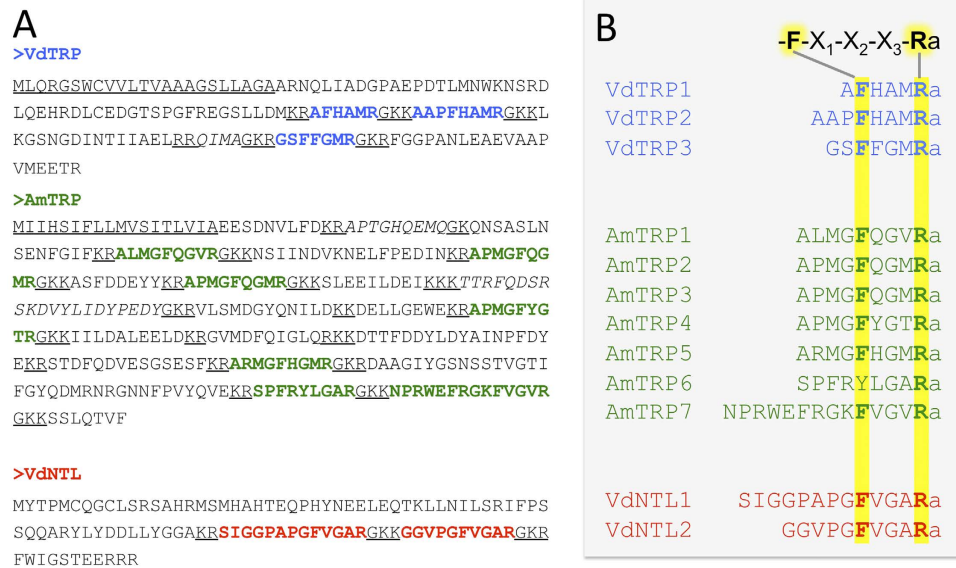 A
>VdTRP
MLQRGSWCVVLTVAAAGSLLAGAARNQLIADGPAEPDTLMNWKNSRD
LQEHRDLCEDGTSPGFREGSLLDMKRAFHAMRGKKAAPFHAMRGKKL
KGSNGDINTIIAELRRQIMAGKRGSFFGMRGKRFGGPANLEAEVAAP
VMEETR
>AmTRP
MIIHSIFLLMVSITLVIAEESDNVLFDKRAPTGHQEMQGKQNSASLN
SENFGIFKRALMGFQGVRGKKNSIINDVKNELFPEDINKRAPMGFQG
MRGKKASFDDEYYKRAPMGFQGMRGKKSLEEILDEIKKKTTRFQDSR
SKDVYLIDYPEDYGKRVLSMDGYQNILDKKDELLGEWEKRAPMGFYG
TRGKKIILDALEELDKRGVMDFQIGLQRKKDTTFDDYLDYAINPFDY
EKRSTDFQDVESGSESFKRARMGFHGMRGKRDAAGIYGSNSSTVGTI
FGYQDMRNRGNNFPVYQVEKRSPFRYLGARGKKNPRWEFRGKFVGVR
GKKSSLQTVF
>VdNTL
MYTPMCQGCLSRSAHRMSMHAHTEQPHYNEELEQTKLLNILSRIFPS
SQQARYLYDDLLYGGAKRSIGGPAPGFVGARGKKGGVPGFVGARGKR
FWIGSTEERRR
B
-F-X1-X2-X3-Ra
VdTRP1 AFHAMRa
VdTRP2 AAPFHAMRa
VdTRP3 GSFFGMRa
AmTRP1 ALMGFQGVRa
AmTRP2 APMGFQGMRa
AmTRP3 APMGFQGMRa
AmTRP4 APMGFYGTRa
AmTRP5 ARMGFHGMRa
AmTRP6 SPFRYLGARa
AmTRP7 NPRWEFRGKFVGVRa
VdNTL1 SIGGPAPGFVGARa
VdNTL2 GGVPGFVGARa